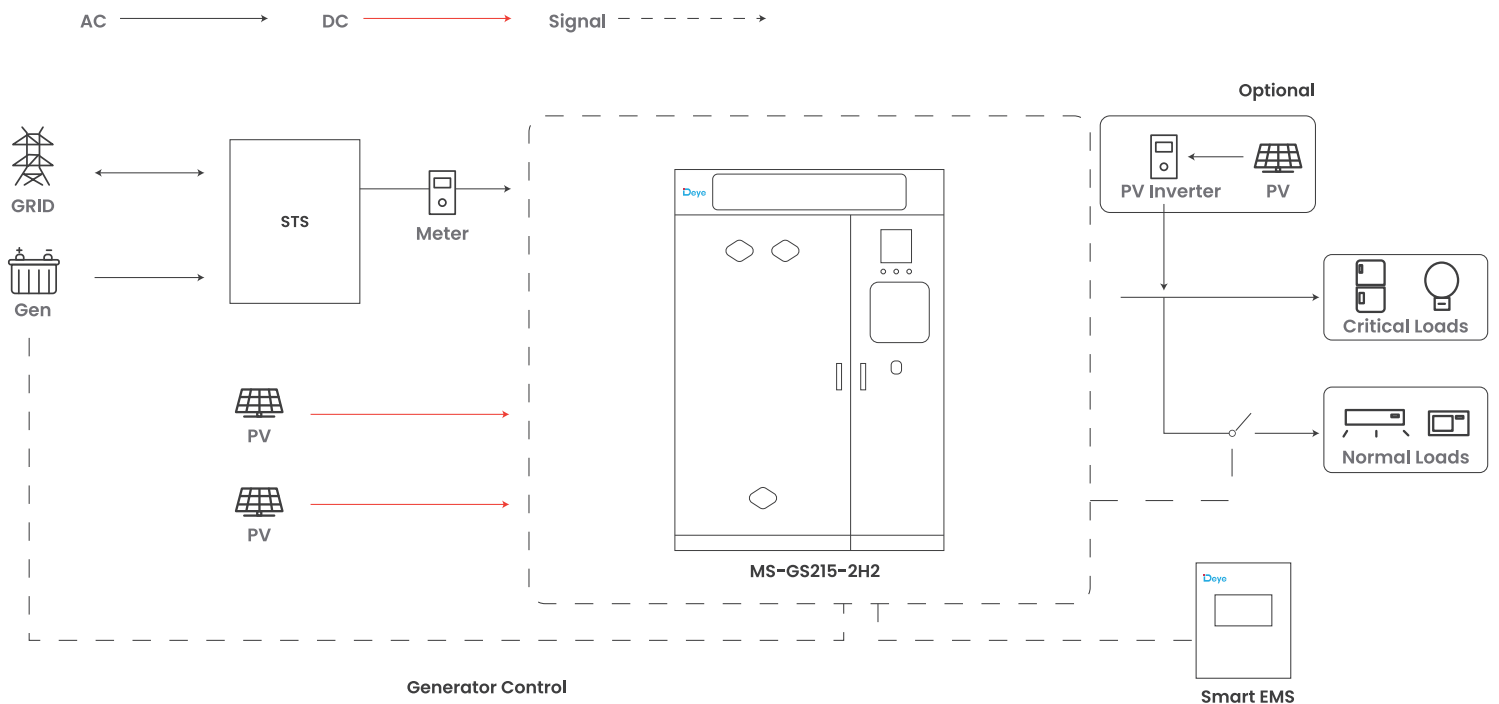 AC
DC
Signal
Optional
GRID
STS
Meter
Deye
PV Inverter
PV
Gen
Critical Loads
PV
Normal Loads
PV
MS-GS215-2H2
Deye
Generator Control
Smart EMS